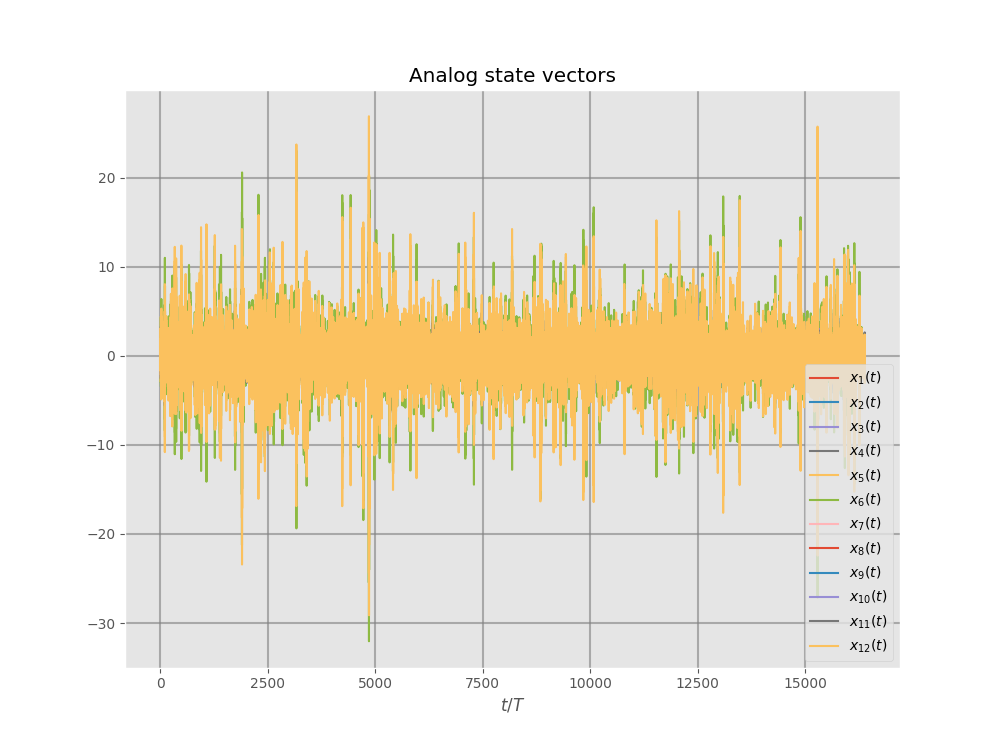 Analog state vectors
20
10
0
−10
−20
−30
x₁(t)
x₂(t)
x₃(t)
x₄(t)
x₅(t)
x₆(t)
x₇(t)
x₈(t)
x₉(t)
x₁₀(t)
x₁₁(t)
x₁₂(t)
0 2500 5000 7500 10000 12500 15000
t/T